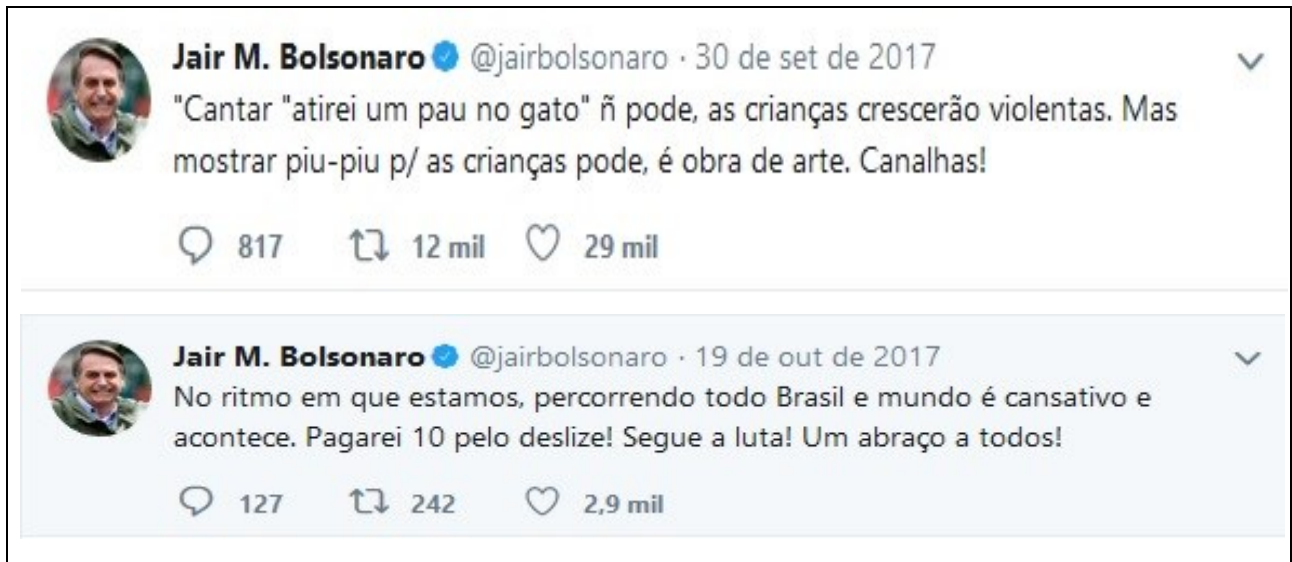 Jair M. Bolsonaro @jairbolsonaro · 30 de set de 2017
"Cantar "atirei um pau no gato" ñ pode, as crianças crescerão violentas. Mas
mostrar piu-piu p/ as crianças pode, é obra de arte. Canalhas!
817 12 mil 29 mil
Jair M. Bolsonaro @jairbolsonaro · 19 de out de 2017
No ritmo em que estamos, percorrendo todo Brasil e mundo é cansativo e
acontece. Pagarei 10 pelo deslize! Segue a luta! Um abraço a todos!
127 242 2,9 mil